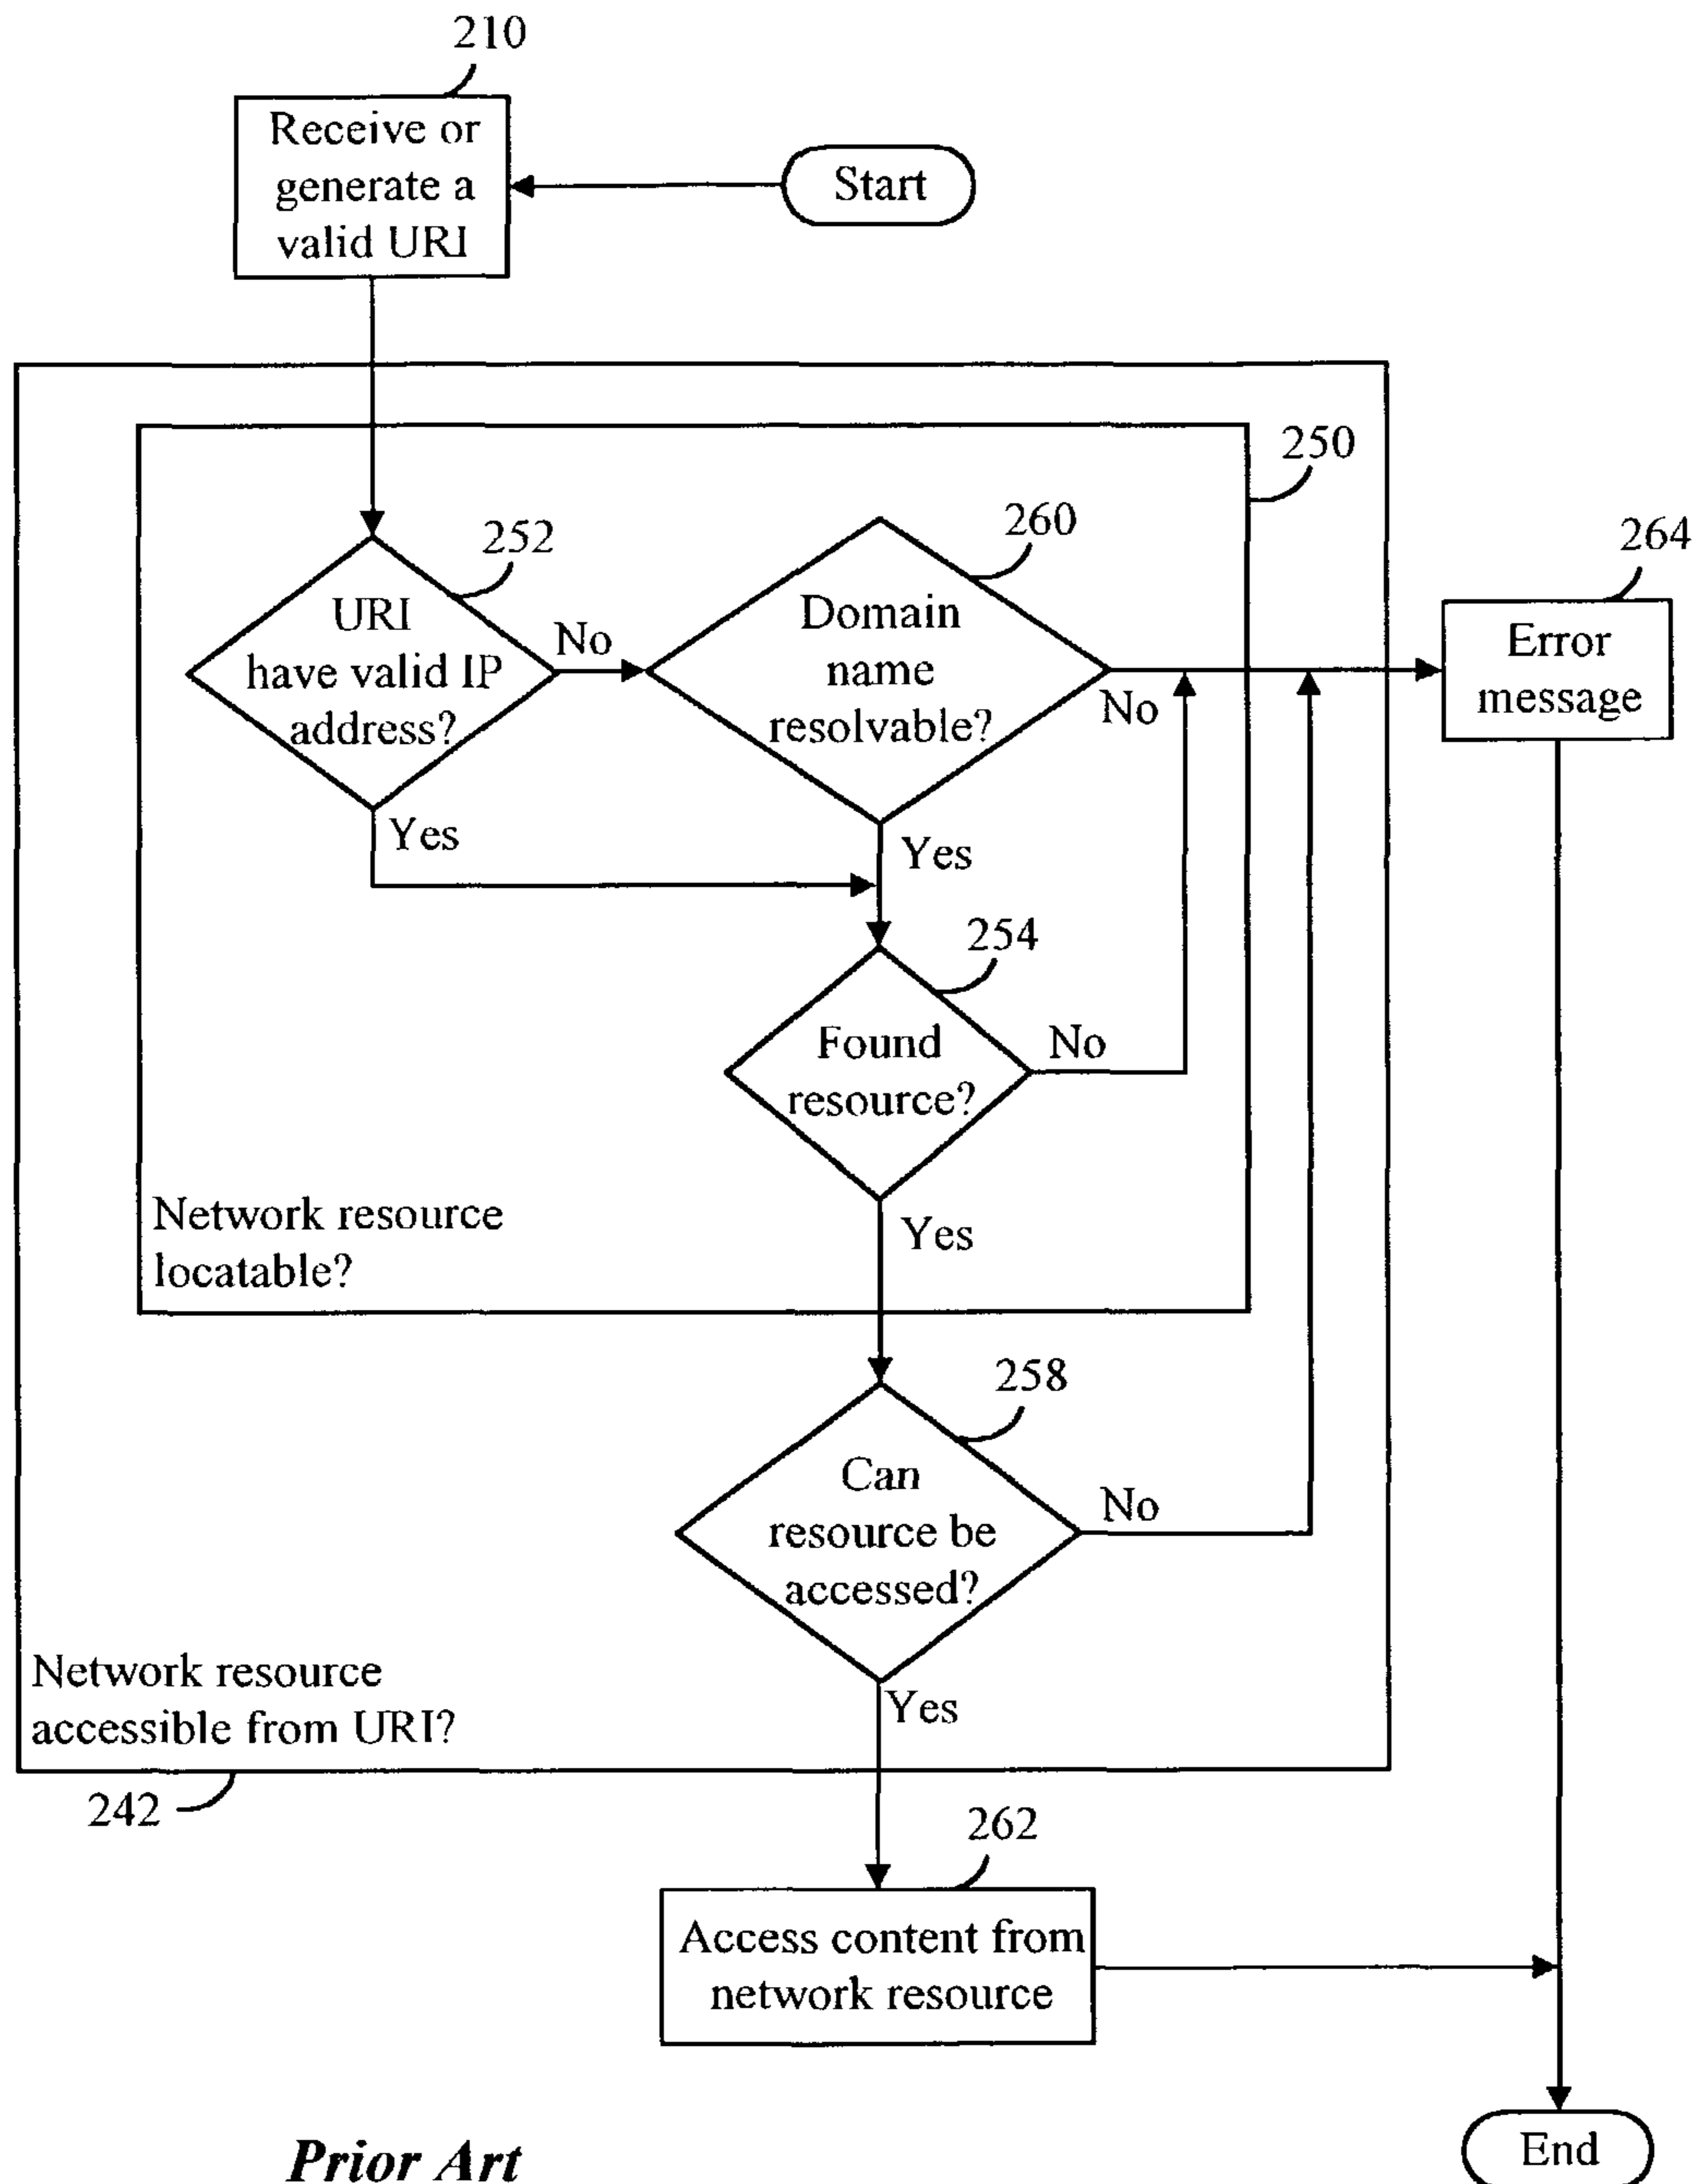 210
Receive or
generate a
valid URI
Start
250
252
260
264
URI
have valid IP
address?
No
Domain
name
resolvable?
No
Error
message
Yes
Yes
254
Found
resource?
No
Network resource
locatable?
Yes
258
Can
resource be
accessed?
No
Network resource
accessible from URI?
Yes
242
262
Access content from
network resource
Prior Art
End